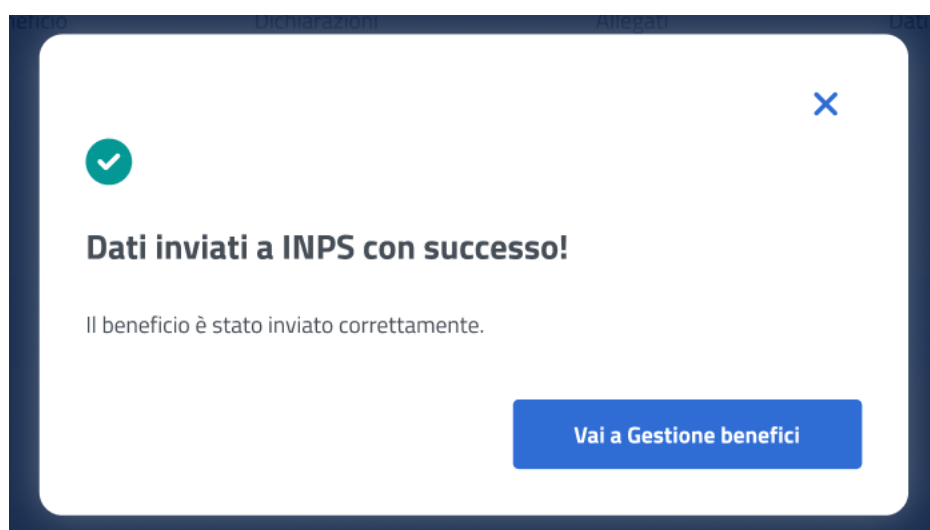 Dichiarazioni
Allegati
Dati inviati a INPS con successo!
Il beneficio è stato inviato correttamente.
Vai a Gestione benefici